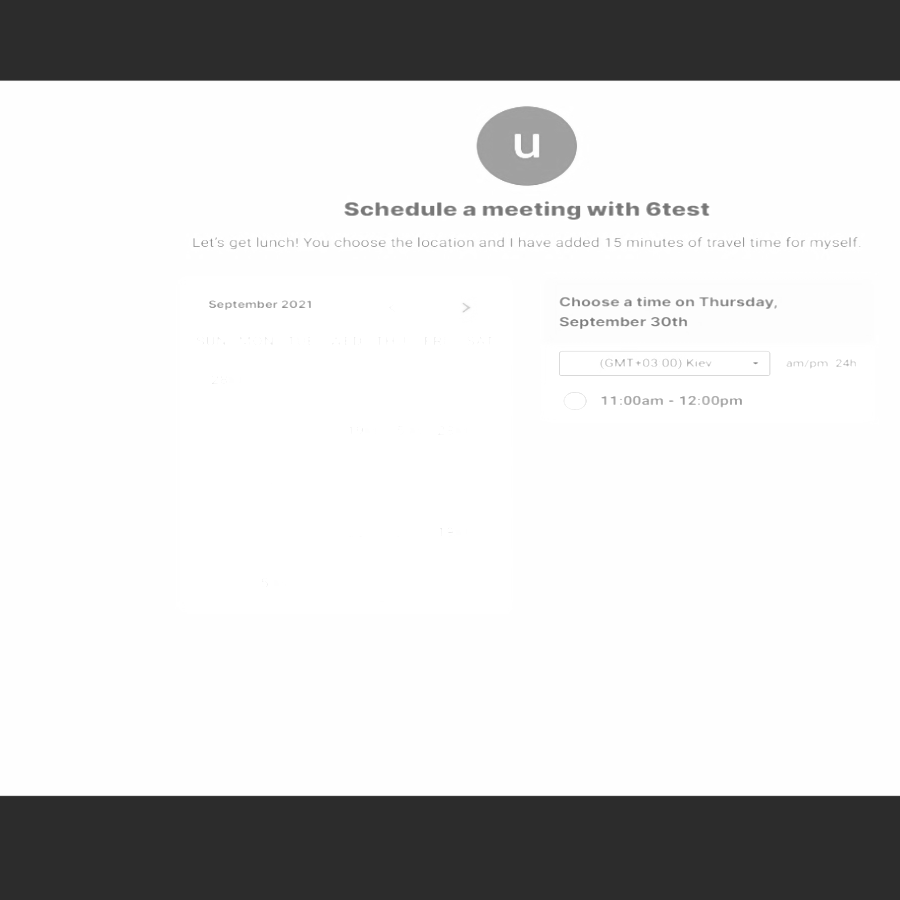 u
Schedule a meeting with 6test
Let's get lunch! You choose the location and I have added 15 minutes of travel time for myself.
September 2021
>
Choose a time on Thursday,
September 30th
(GMT+03:00) Kiev
am/pm 24h
11:00am - 12:00pm